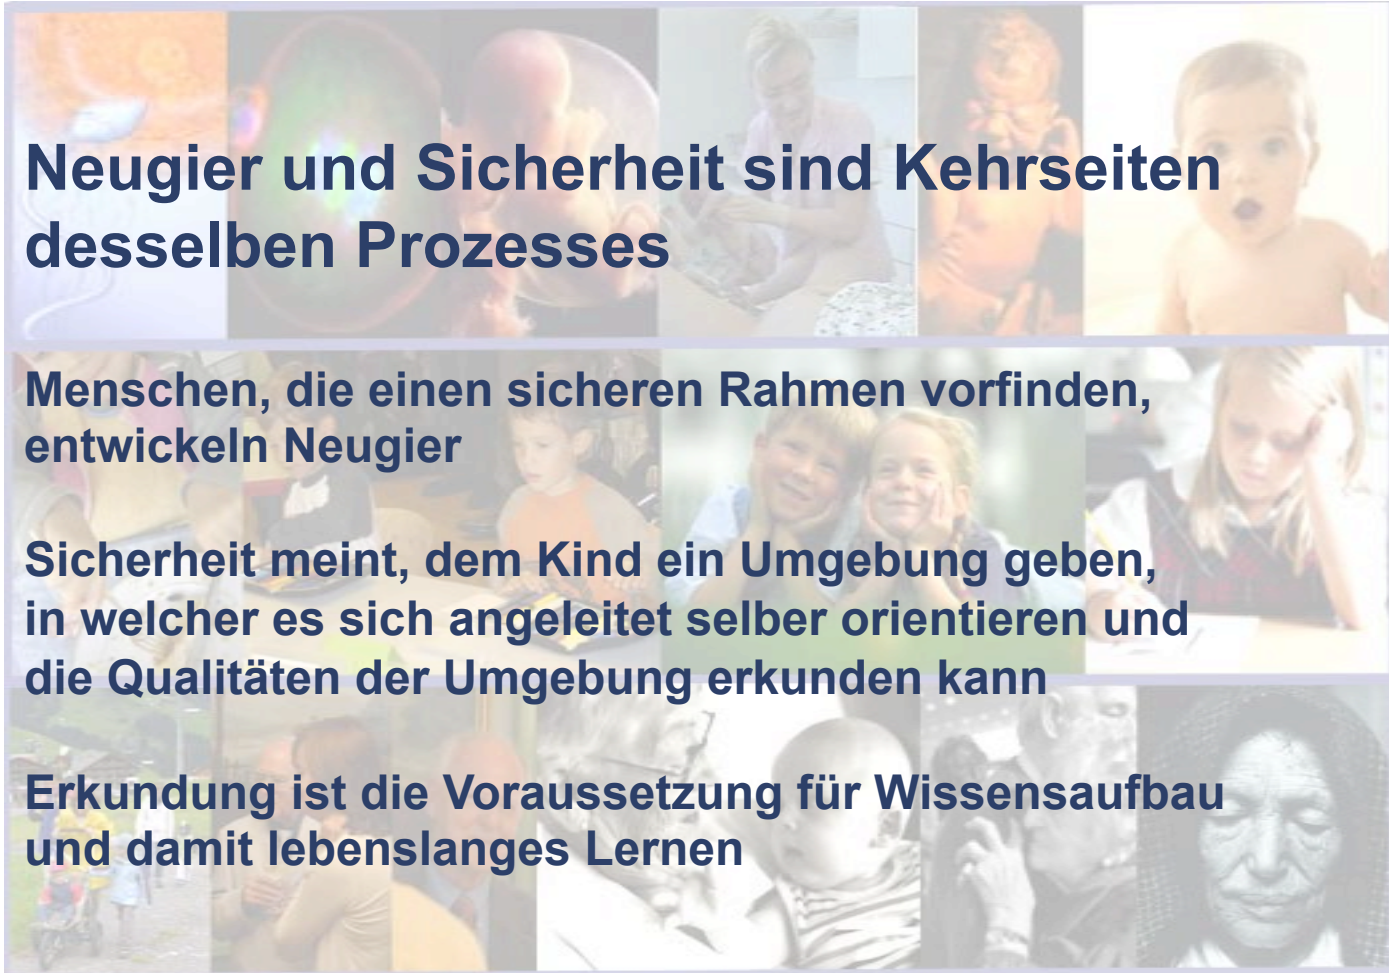 Neugier und Sicherheit sind Kehrseiten
desselben Prozesses
Menschen, die einen sicheren Rahmen vorfinden,
entwickeln Neugier
Sicherheit meint, dem Kind ein Umgebung geben,
in welcher es sich angeleitet selber orientieren und
die Qualitäten der Umgebung erkunden kann
Erkundung ist die Voraussetzung für Wissensaufbau
und damit lebenslanges Lernen